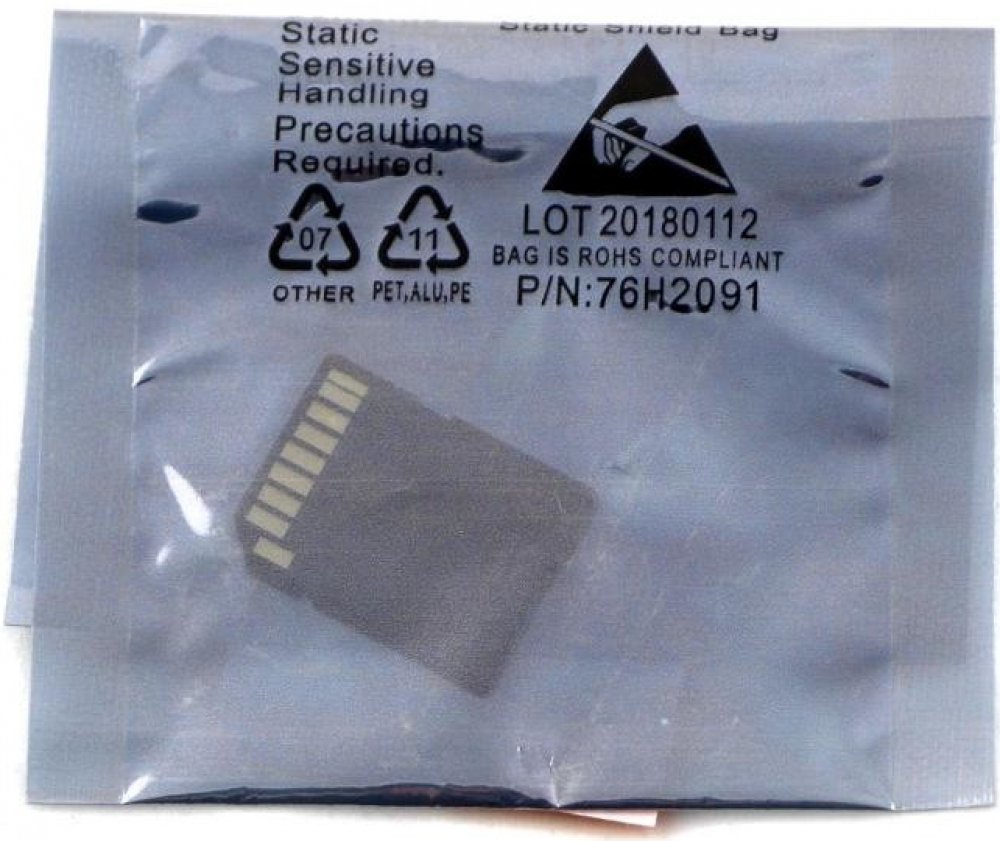 Static
Sensitive
Handling
Precautions
Required.
Static Shield Bag
07
OTHER
11
PET,ALU,PE
LOT 20180112
BAG IS ROHS COMPLIANT
P/N:76H2091